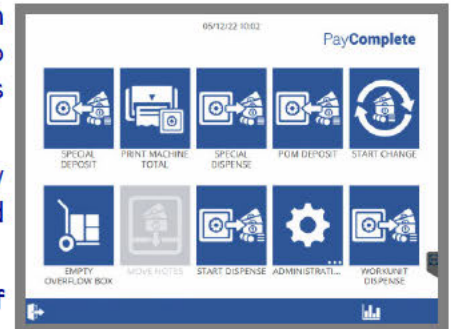 05/12/22 10:02
PayComplete
SPECIAL DEPOSIT
PRINT MACHINE TOTAL
SPECIAL DISPENSE
POM DEPOSIT
START CHANGE
EMPTY OVERFLOW BOX
MOVE NOTES
START DISPENSE
ADMINISTRATI...
WORKUNIT DISPENSE